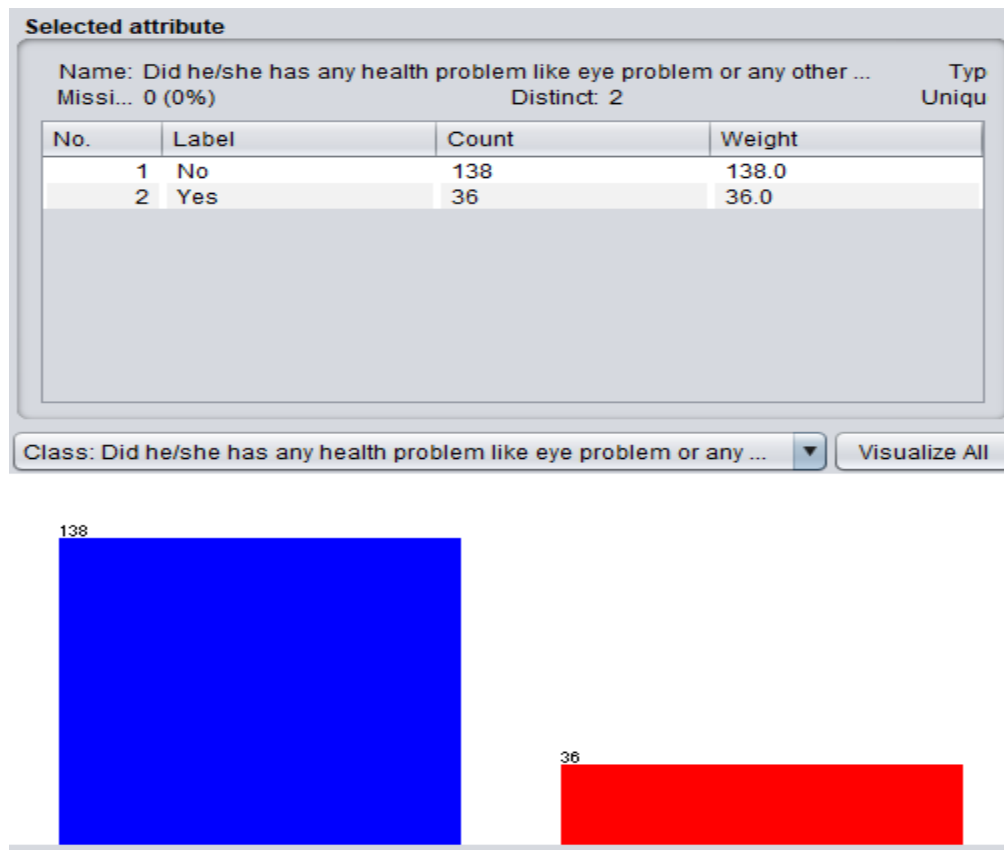 Selected attribute
Name: Did he/she has any health problem like eye problem or any other ... Typ
Missi... 0 (0%) Distinct: 2 Uniqu
No. Label Count Weight
1 No 138 138.0
2 Yes 36 36.0
Class: Did he/she has any health problem like eye problem or any ... Visualize All
138
36